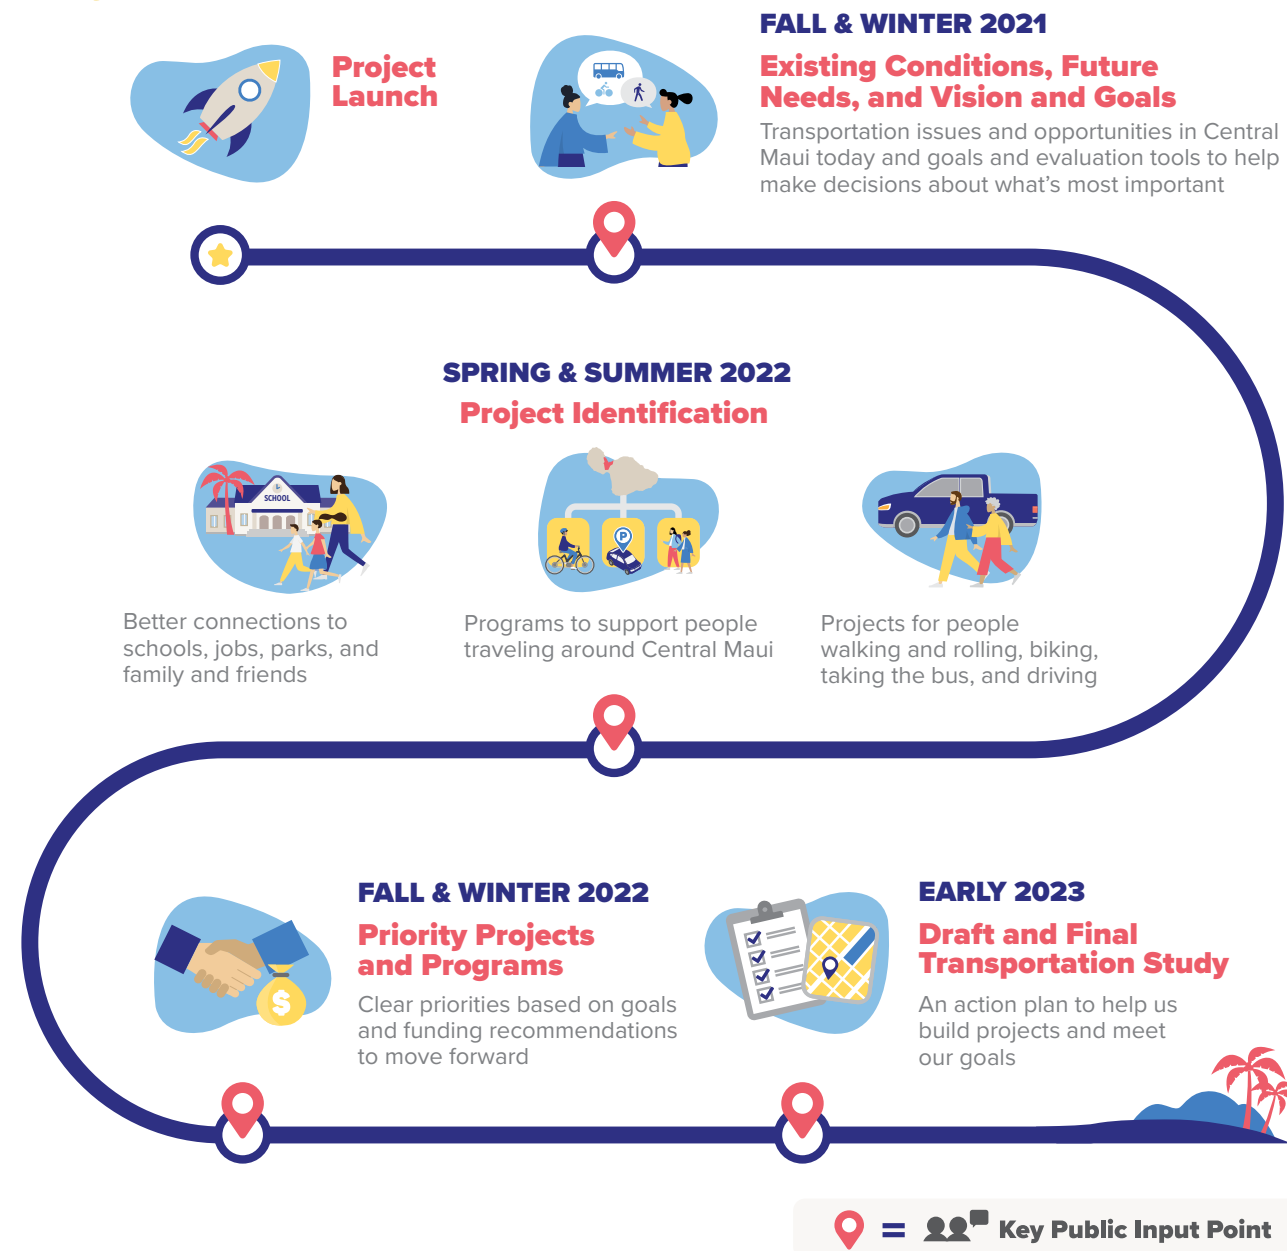 Project
Launch
FALL & WINTER 2021
Existing Conditions, Future
Needs, and Vision and Goals
Transportation issues and opportunities in Central
Maui today and goals and evaluation tools to help
make decisions about what’s most important
SPRING & SUMMER 2022
Project Identification
SCHOOL
Better connections to
schools, jobs, parks, and
family and friends
P
Programs to support people
traveling around Central Maui
Projects for people
walking and rolling, biking,
taking the bus, and driving
FALL & WINTER 2022
Priority Projects
and Programs
Clear priorities based on goals
and funding recommendations
to move forward
$
EARLY 2023
Draft and Final
Transportation Study
An action plan to help us
build projects and meet
our goals
= Key Public Input Point